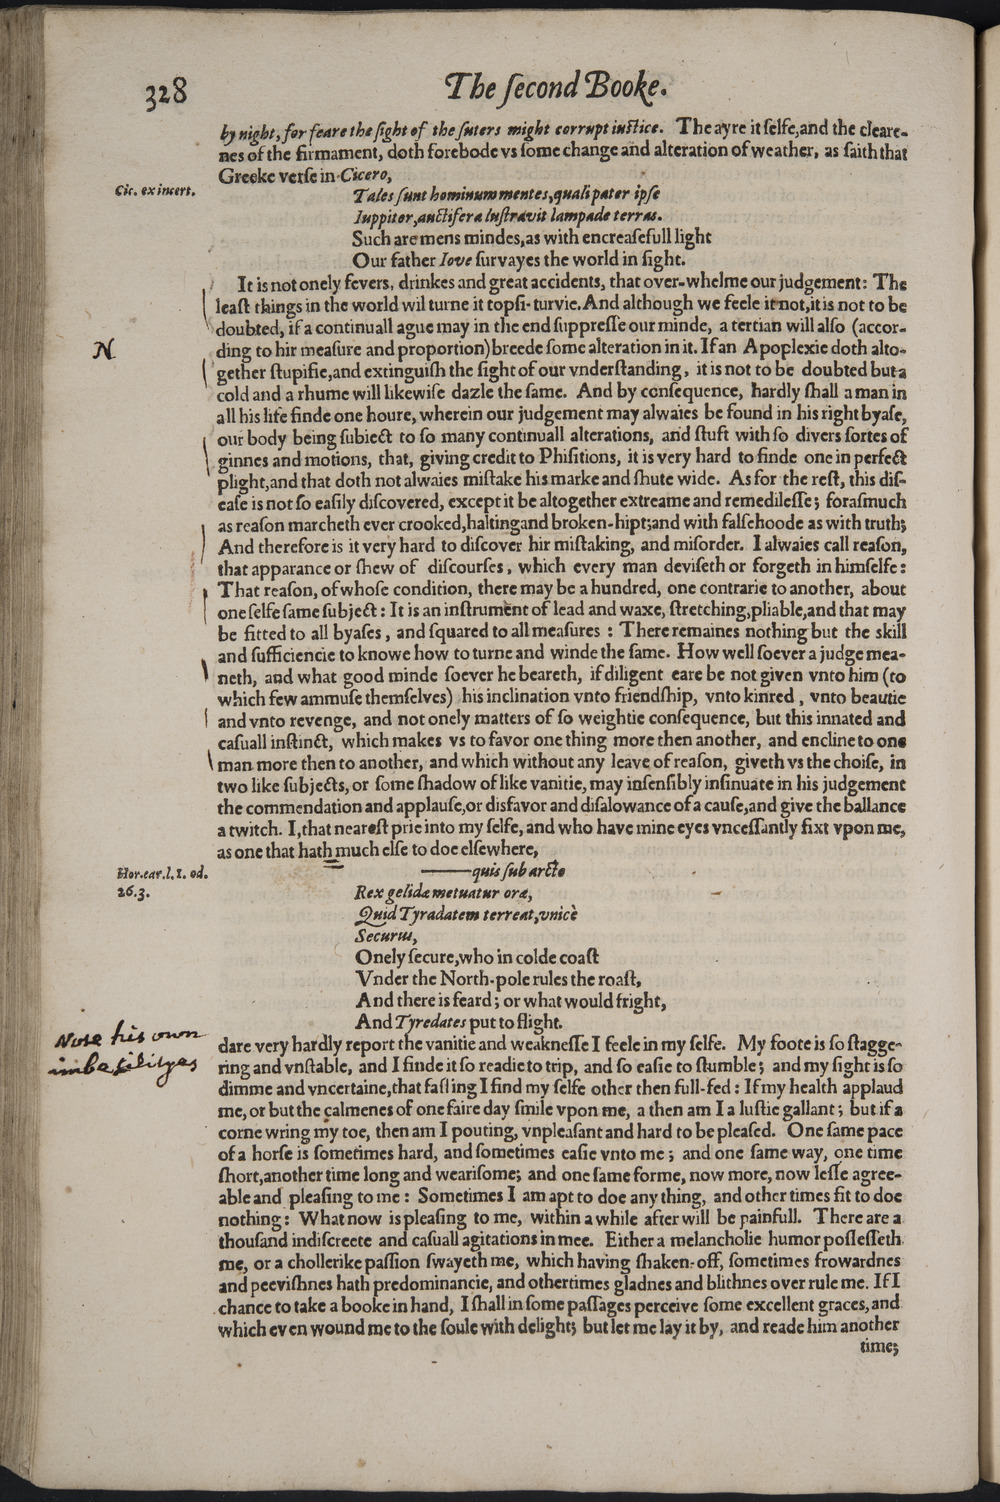 328
The ſecond Booke.
by night, for feare the ſight of the ſuters might corrupt iuſtice. The ayre it ſelfe, and the cleare-
nes of the firmament, doth forebode vs ſome change and alteration of weather, as ſaith that
Greeke verſe in Cicero,
Cic. ex incert.
Tales ſunt hominum mentes, quali pater ipſe
Iuppiter, auctifera luſtravit lampade terras.
Such are mens mindes, as with encreaſefull light
Our father Iove ſurvayes the world in ſight.
It is not onely fevers, drinkes and great accidents, that over-whelme our judgement: The
leaſt things in the world wil turne it topſi-turvie. And although we feele it not, it is not to be
doubted, if a continuall ague may in the end ſuppreſſe our minde, a tertian will alſo (accor-
N
ding to hir meaſure and proportion) breede ſome alteration in it. If an Apoplexie doth alto-
gether ſtupifie, and extinguiſh the ſight of our vnderſtanding, it is not to be doubted but a
cold and a rhume will likewiſe dazle the ſame. And by conſequence, hardly ſhall a man in
all his life finde one houre, wherein our judgement may alwaies be found in his right byaſe,
our body being ſubiect to ſo many continuall alterations, and ſtuft with ſo divers ſortes of
ginnes and motions, that, giving credit to Phiſitions, it is very hard to finde one in perfect
plight, and that doth not alwaies miſtake his marke and ſhute wide. As for the reſt, this diſ-
eaſe is not ſo eaſily diſcovered, except it be altogether extreame and remedileſſe; foraſmuch
as reaſon marcheth ever crooked, halting and broken-hipt; and with falſehoode as with truth;
And therefore is it very hard to diſcover hir miſtaking, and miſorder. I alwaies call reaſon,
that apparance or ſhew of diſcourſes, which every man deviſeth or forgeth in himſelfe:
That reaſon, of whoſe condition, there may be a hundred, one contrarie to another, about
one ſelfe ſame ſubject: It is an inſtrument of lead and waxe, ſtretching, pliable, and that may
be fitted to all byaſes, and ſquared to all meaſures: There remaines nothing but the skill
and ſufficiencie to knowe how to turne and winde the ſame. How well ſoever a judge mea-
neth, and what good minde ſoever he beareth, if diligent eare be not given vnto him (to
which few ammuſe themſelves) his inclination vnto friendſhip, vnto kinred, vnto beautie
and vnto revenge, and not onely matters of ſo weightie conſequence, but this innated and
caſuall inſtinct, which makes vs to favor one thing more then another, and encline to one
man more then to another, and which without any leave of reaſon, giveth vs the choiſe, in
two like ſubjects, or ſome ſhadow of like vanitie, may inſenſibly inſinuate in his judgement
the commendation and applauſe, or disfavor and diſalowance of a cauſe, and give the ballance
a twitch. I, that neareſt prie into my ſelfe, and who have mine eyes vnceſſantly fixt vpon me,
as one that hath much elſe to doe elſewhere,
Hor. car. l. 1. od.
26.3.
——quis ſub arcto
Rex gelidæ metuatur oræ,
Quid Tyradatem terreat, vnicè
Securus,
Onely ſecure, who in colde coaſt
Vnder the North-pole rules the roaſt,
And there is feard; or what would fright,
And Tyredates put to flight.
Note his own
imbecilityes
dare very hardly report the vanitie and weakneſſe I feele in my ſelfe. My foote is ſo ſtagge-
ring and vnſtable, and I finde it ſo readie to trip, and ſo eaſie to ſtumble; and my ſight is ſo
dimme and vncertaine, that faſting I find my ſelfe other then full-fed: If my health applaud
me, or but the calmenes of one faire day ſmile vpon me, a then am I a luſtie gallant; but if a
corne wring my toe, then am I pouting, vnpleaſant and hard to be pleaſed. One ſame pace
of a horſe is ſometimes hard, and ſometimes eaſie vnto me; and one ſame way, one time
ſhort, another time long and weariſome; and one ſame forme, now more, now leſſe agree-
able and pleaſing to me: Sometimes I am apt to doe any thing, and other times fit to doe
nothing: What now is pleaſing to me, within a while after will be painfull. There are a
thouſand indiſcreete and caſuall agitations in mee. Either a melancholie humor poſſeſſeth
me, or a chollerike paſſion ſwayeth me, which having ſhaken-off, ſometimes frowardnes
and peeviſhnes hath predominancie, and othertimes gladnes and blithnes over rule me. If I
chance to take a booke in hand, I ſhall in ſome paſſages perceive ſome excellent graces, and
which even wound me to the ſoule with delight; but let me lay it by, and reade him another
time;